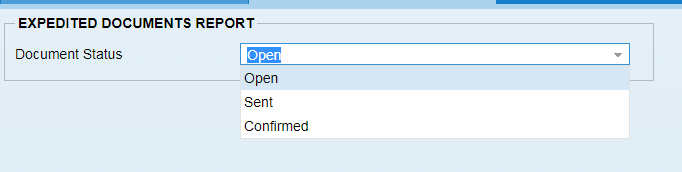 EXPEDITED DOCUMENTS REPORT
Document Status Open
Open
Sent
Confirmed